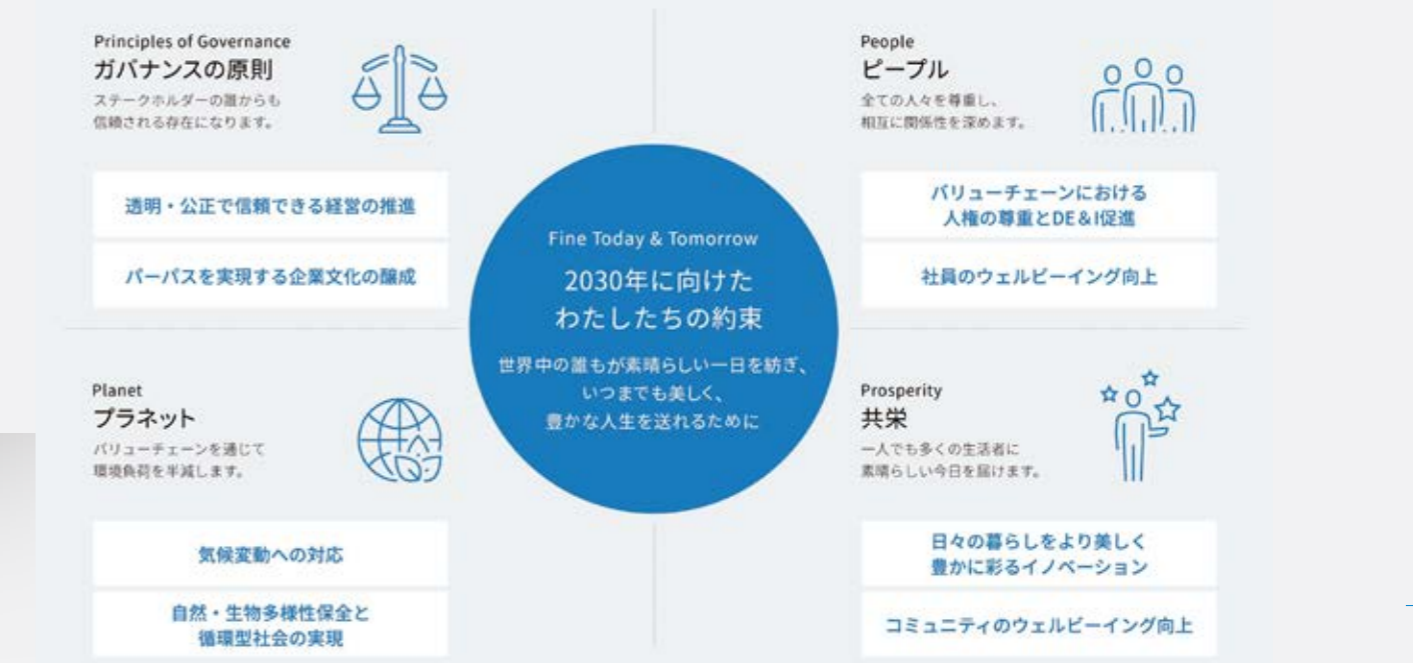 Principles of Governance
ガバナンスの原則
ステークホルダーの誰からも
信頼される存在になります。
透明・公正で信頼できる経営の推進
パーパスを実現する企業文化の醸成
People
ピープル
全ての人々を尊重し、
相互に関係性を深めます。
バリューチェーンにおける
人権の尊重とDE&I促進
社員のウェルビーイング向上
Fine Today & Tomorrow
2030年に向けた
わたしたちの約束
世界中の誰もが素晴らしい一日を紡ぎ、
いつまでも美しく、
豊かな人生を送れるために
Planet
プラネット
バリューチェーンを通じて
環境負荷を半減します。
気候変動への対応
自然・生物多様性保全と
循環型社会の実現
Prosperity
共栄
一人でも多くの生活者に
素晴らしい今日を届けます。
日々の暮らしをより美しく
豊かに彩るイノベーション
コミュニティのウェルビーイング向上